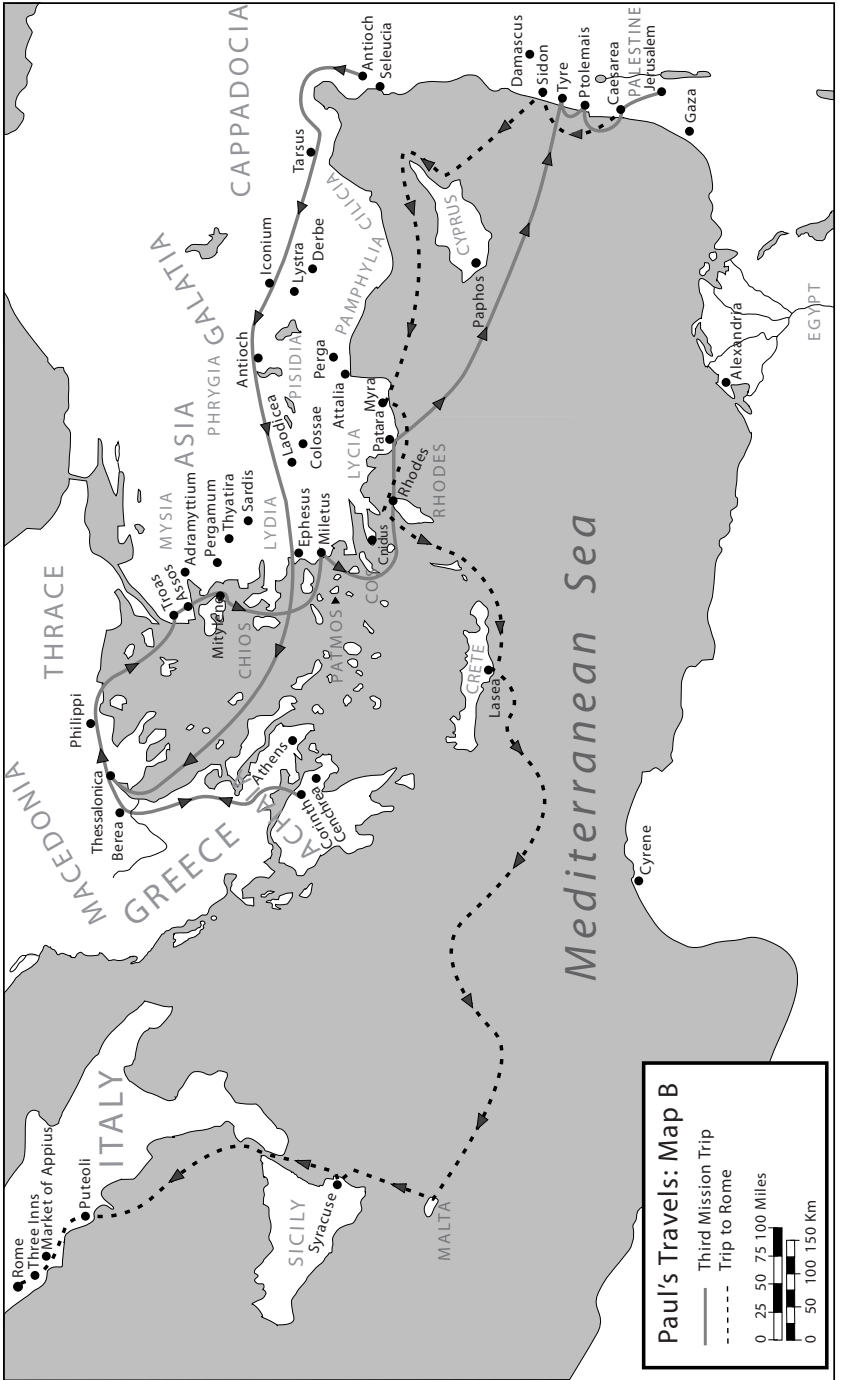 MACEDONIA
THRACE
CAPPADOCIA
GALATIA
ASIA
PHRYGIA
MYSIA
LYDIA
PISIDIA
LYCIA
PAMPHYLIA
CILICIA
GREECE
ACHAIA
ITALY
SICILY
MALTA
CRETE
CHIOS
PATMOS
COS
RHODES
CYPRUS
PALESTINE
EGYPT
Mediterranean Sea
Rome
Three Inns
Market of Appius
Puteoli
Syracuse
Berea
Thessalonica
Philippi
Athens
Corinth
Cenchrea
Troas
Assos
Adramyttium
Mitylene
Pergamum
Thyatira
Sardis
Ephesus
Miletus
Laodicea
Colossae
Antioch
Iconium
Lystra
Derbe
Tarsus
Antioch
Seleucia
Perga
Attalia
Myra
Patara
Rhodes
Cnidus
Lasea
Paphos
Damascus
Sidon
Tyre
Ptolemais
Caesarea
Jerusalem
Gaza
Alexandria
Cyrene
Paul's Travels: Map B
Third Mission Trip
Trip to Rome
0 25 50 75 100 Miles
0 50 100 150 Km